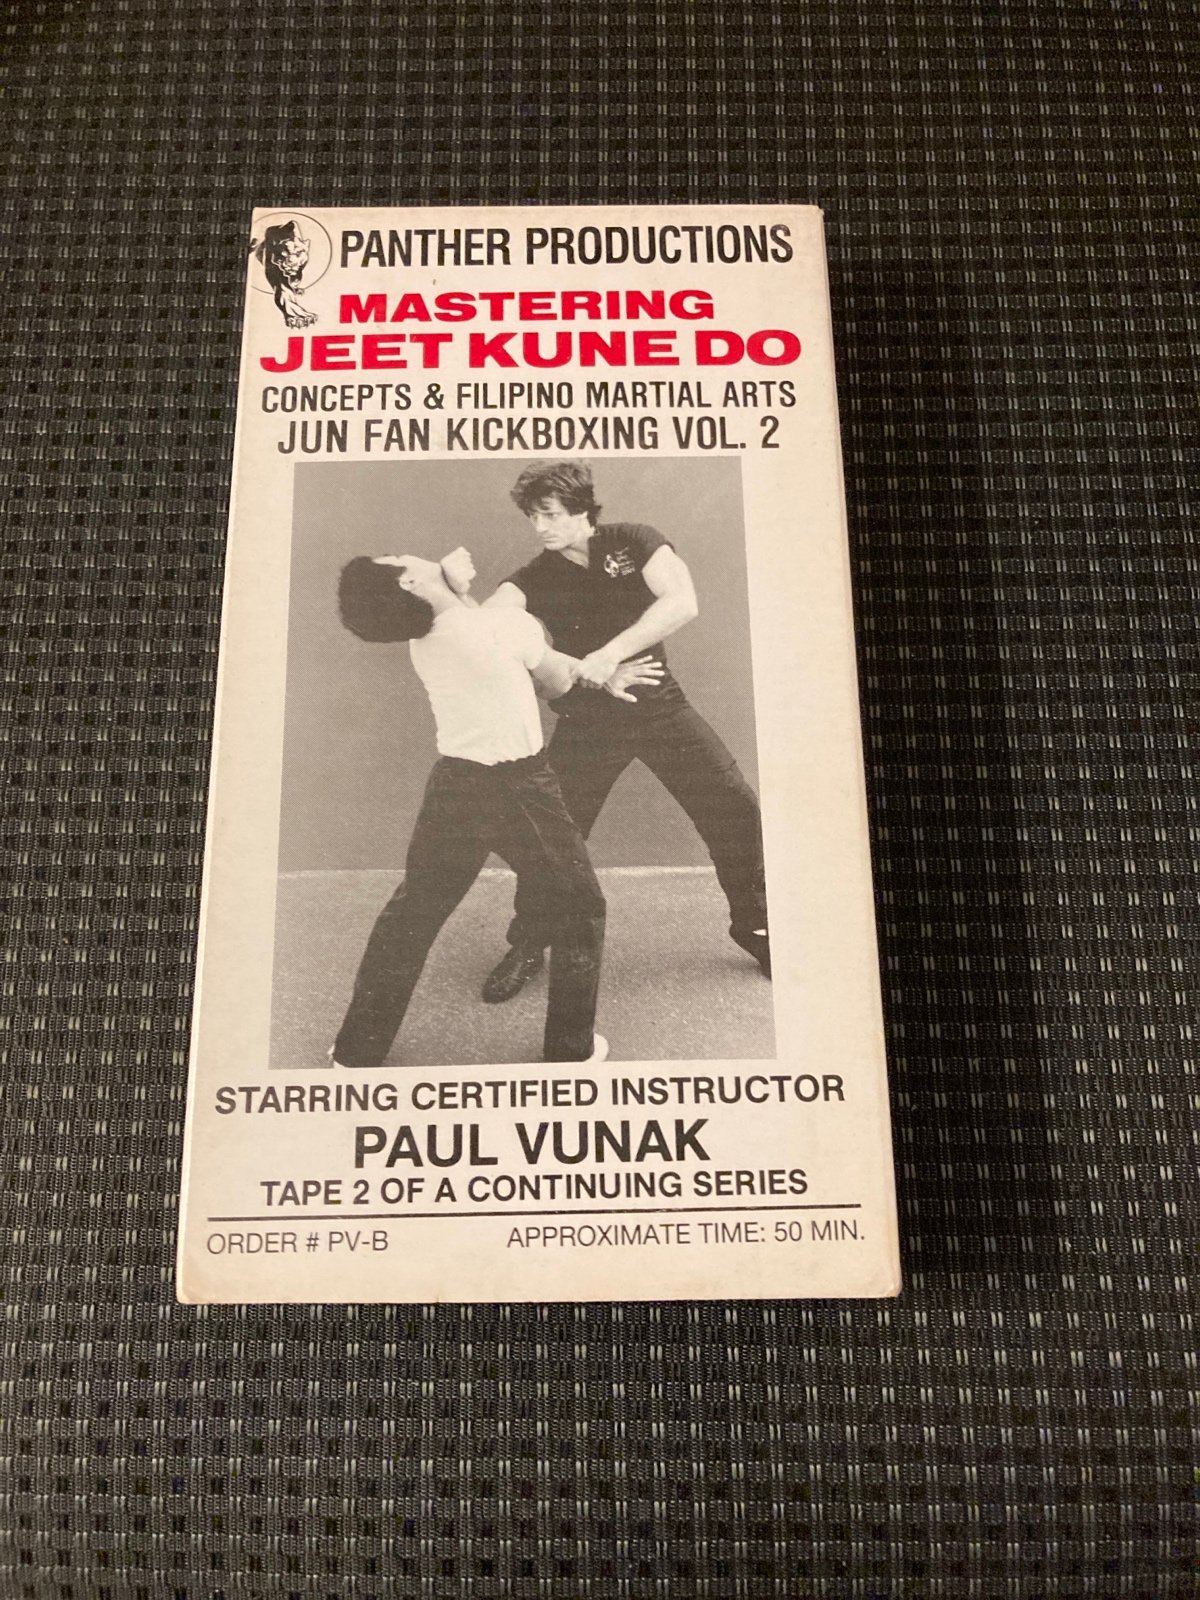 PANTHER PRODUCTIONS
MASTERING
JEET KUNE DO
CONCEPTS & FILIPINO MARTIAL ARTS
JUN FAN KICKBOXING VOL. 2
STARRING CERTIFIED INSTRUCTOR
PAUL VUNAK
TAPE 2 OF A CONTINUING SERIES
ORDER # PV-B APPROXIMATE TIME: 50 MIN.